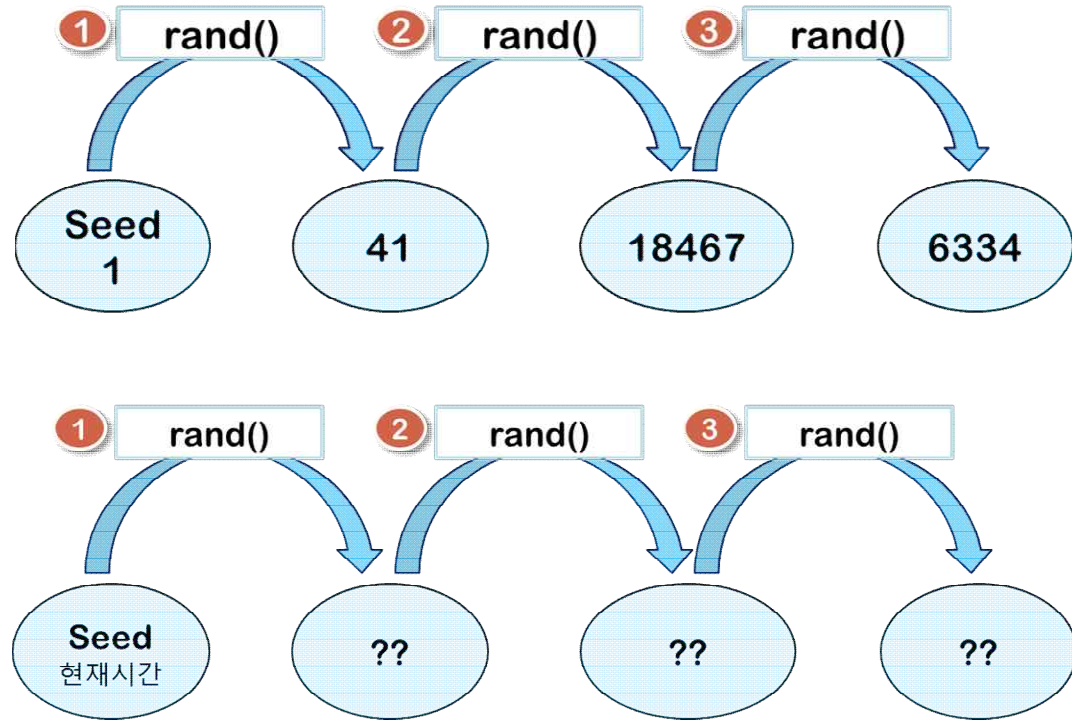 1 rand() 2 rand() 3 rand()
Seed
1
41 18467 6334
1 rand() 2 rand() 3 rand()
Seed
현재시간
?? ?? ??